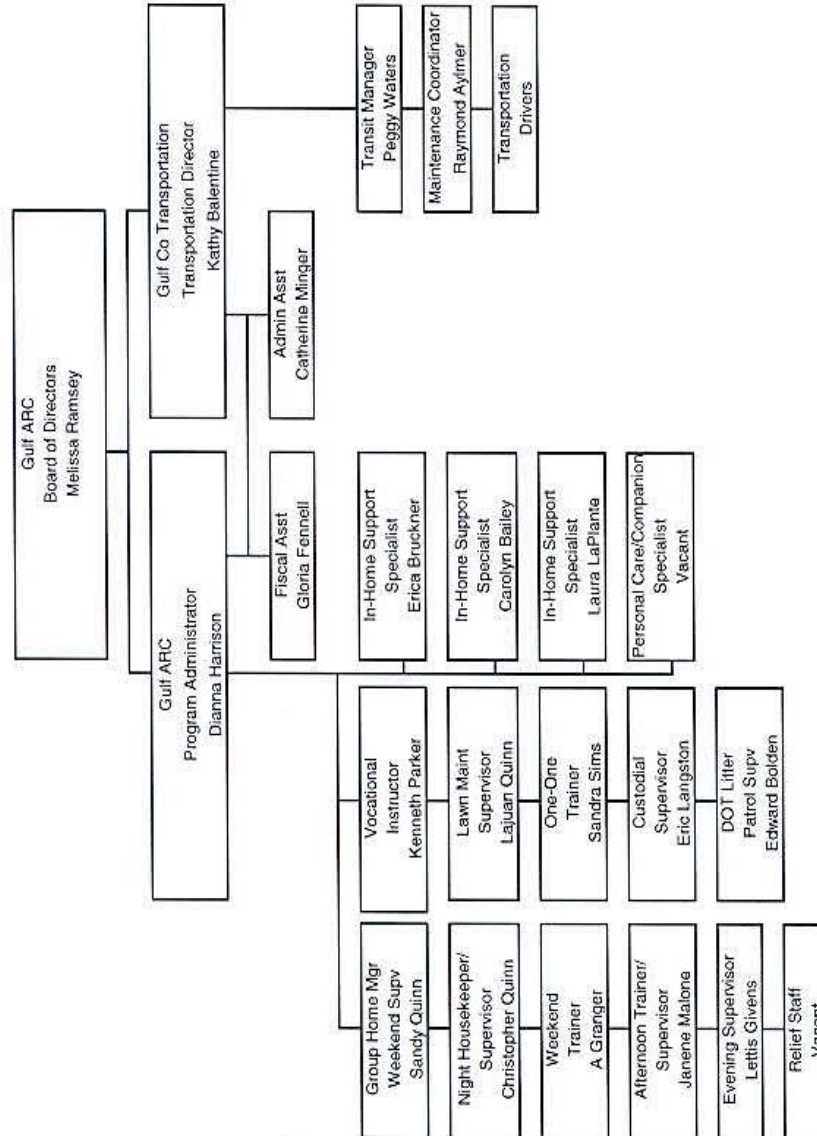 Gulf ARC
Board of Directors
Melissa Ramsey
Gulf ARC
Program Administrator
Dianna Harrison
Gulf Co Transportation
Transportation Director
Kathy Balentine
Fiscal Asst
Gloria Fennell
Admin Asst
Catherine Minger
Group Home Mgr
Weekend Supv
Sandy Quinn
Night Housekeeper/
Supervisor
Christopher Quinn
Weekend
Trainer
A Granger
Afternoon Trainer/
Supervisor
Janene Malone
Evening Supervisor
Lettis Givens
Relief Staff
Vacant
Vocational
Instructor
Kenneth Parker
Lawn Maint
Supervisor
Lajuan Quinn
One-One
Trainer
Sandra Sims
Custodial
Supervisor
Eric Langston
DOT Litter
Patrol Supv
Edward Bolden
In-Home Support
Specialist
Erica Bruckner
In-Home Support
Specialist
Carolyn Bailey
In-Home Support
Specialist
Laura LaPlante
Personal Care/Companion
Specialist
Vacant
Transit Manager
Peggy Waters
Maintenance Coordinator
Raymond Aylmer
Transportation
Drivers